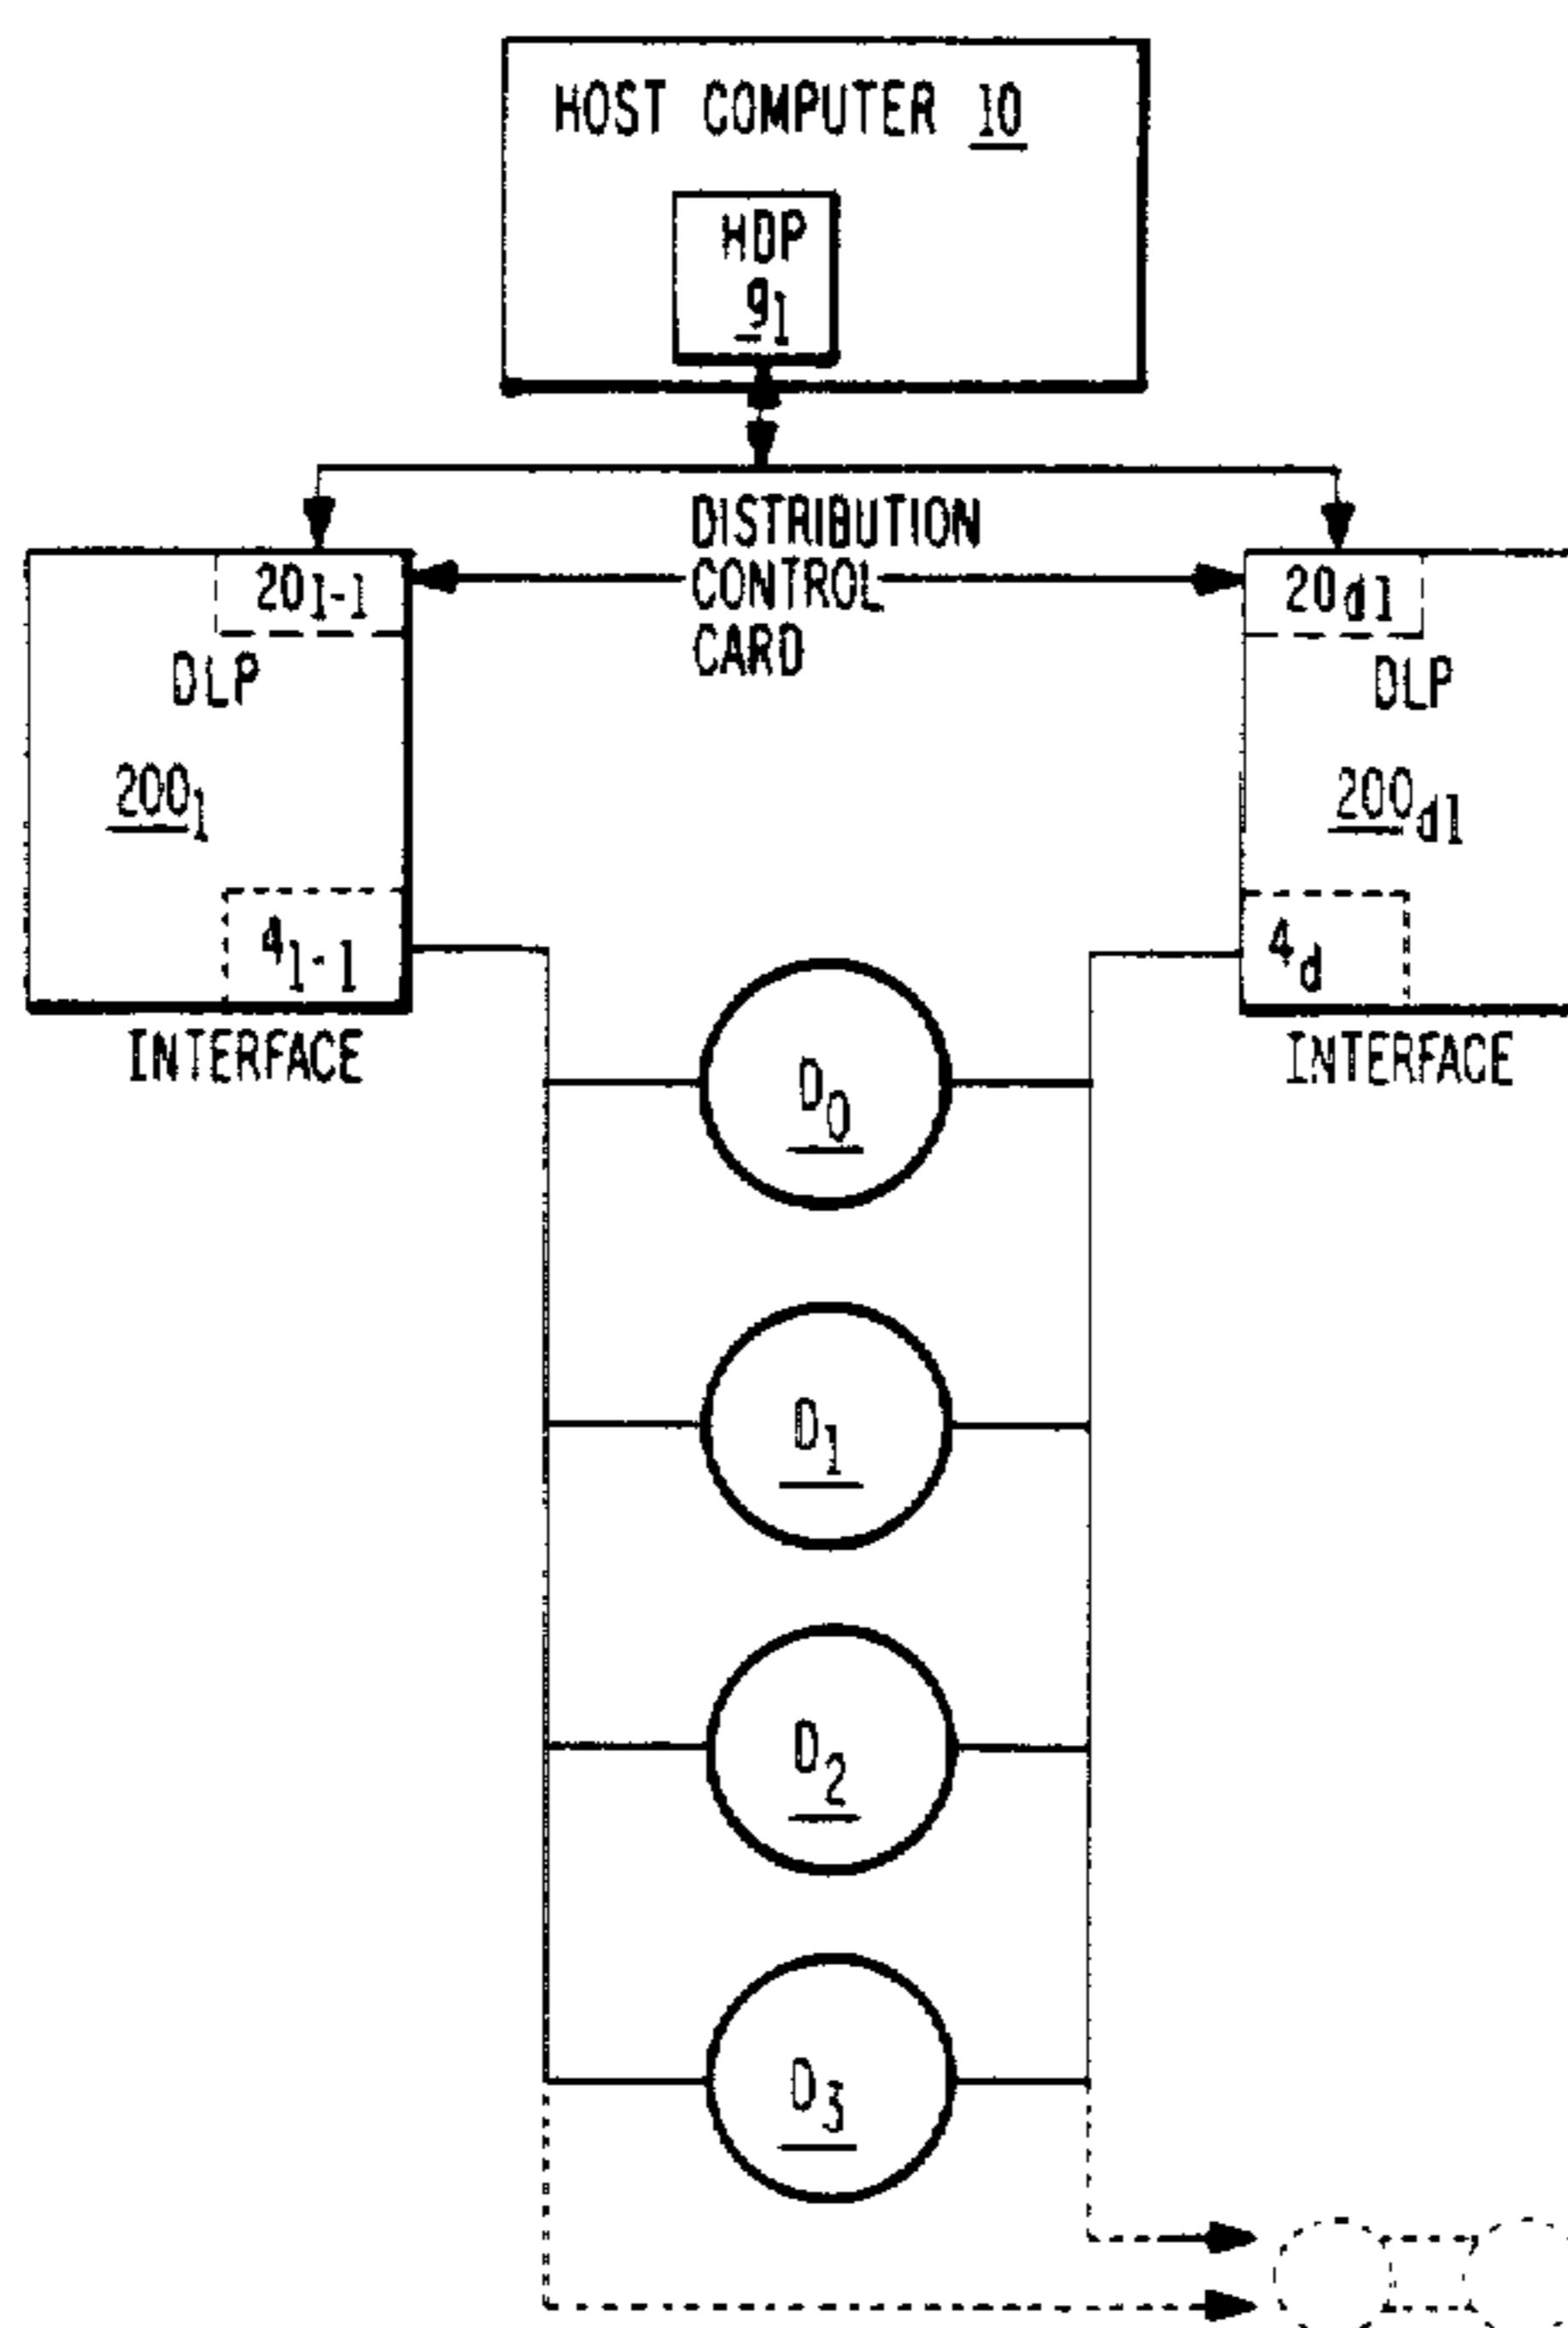 HOST COMPUTER 10
HDP
9₁
DISTRIBUTION
CONTROL
CARD
20₁₋₁
DLP
200₁
4₁₋₁
INTERFACE
20d1
DLP
200d1
4d
INTERFACE
D₀
D₁
D₂
D₃